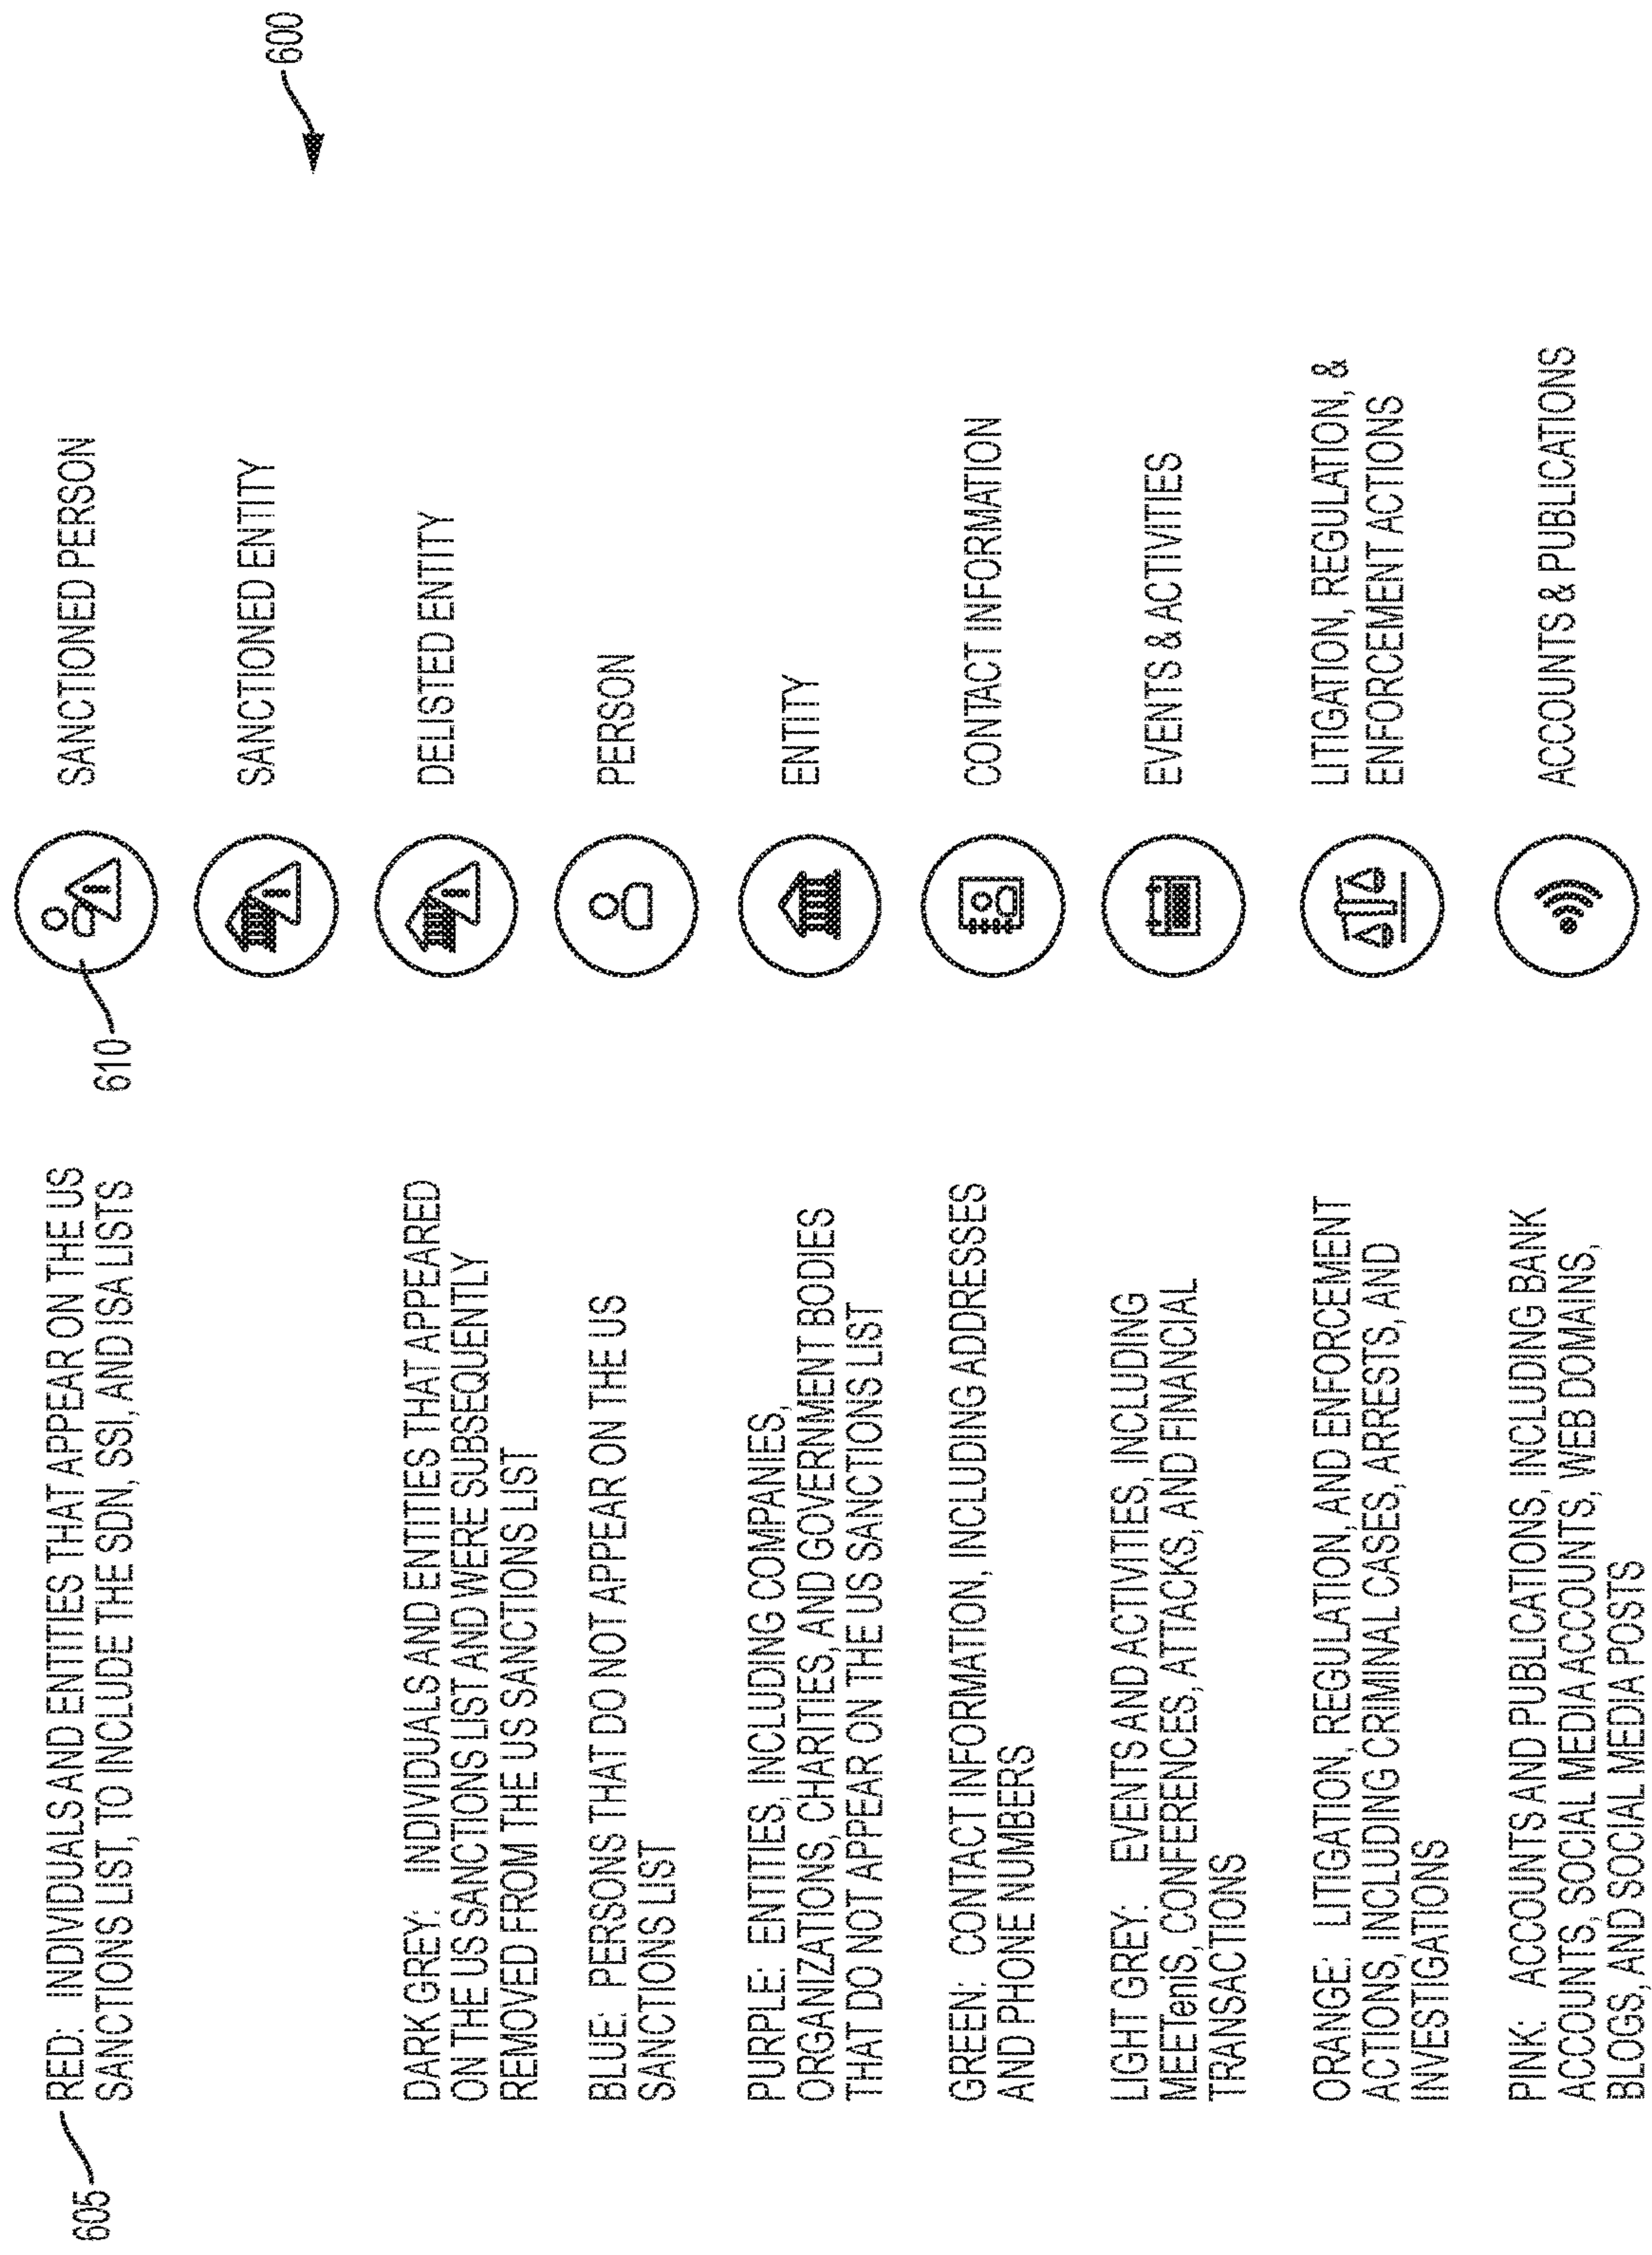 600
605
RED: INDIVIDUALS AND ENTITIES THAT APPEAR ON THE US
SANCTIONS LIST, TO INCLUDE THE SDN, SSI, AND ISA LISTS
610
SANCTIONED PERSON
SANCTIONED ENTITY
DARK GREY: INDIVIDUALS AND ENTITIES THAT APPEARED
ON THE US SANCTIONS LIST AND WERE SUBSEQUENTLY
REMOVED FROM THE US SANCTIONS LIST
DELISTED ENTITY
BLUE: PERSONS THAT DO NOT APPEAR ON THE US
SANCTIONS LIST
PERSON
PURPLE: ENTITIES, INCLUDING COMPANIES,
ORGANIZATIONS, CHARITIES, AND GOVERNMENT BODIES
THAT DO NOT APPEAR ON THE US SANCTIONS LIST
ENTITY
GREEN: CONTACT INFORMATION, INCLUDING ADDRESSES
AND PHONE NUMBERS
CONTACT INFORMATION
LIGHT GREY: EVENTS AND ACTIVITIES, INCLUDING
MEETeniS, CONFERENCES, ATTACKS, AND FINANCIAL
TRANSACTIONS
EVENTS & ACTIVITIES
ORANGE: LITIGATION, REGULATION, AND ENFORCEMENT
ACTIONS, INCLUDING CRIMINAL CASES, ARRESTS, AND
INVESTIGATIONS
LITIGATION, REGULATION, &
ENFORCEMENT ACTIONS
PINK: ACCOUNTS AND PUBLICATIONS, INCLUDING BANK
ACCOUNTS, SOCIAL MEDIA ACCOUNTS, WEB DOMAINS,
BLOGS, AND SOCIAL MEDIA POSTS
ACCOUNTS & PUBLICATIONS